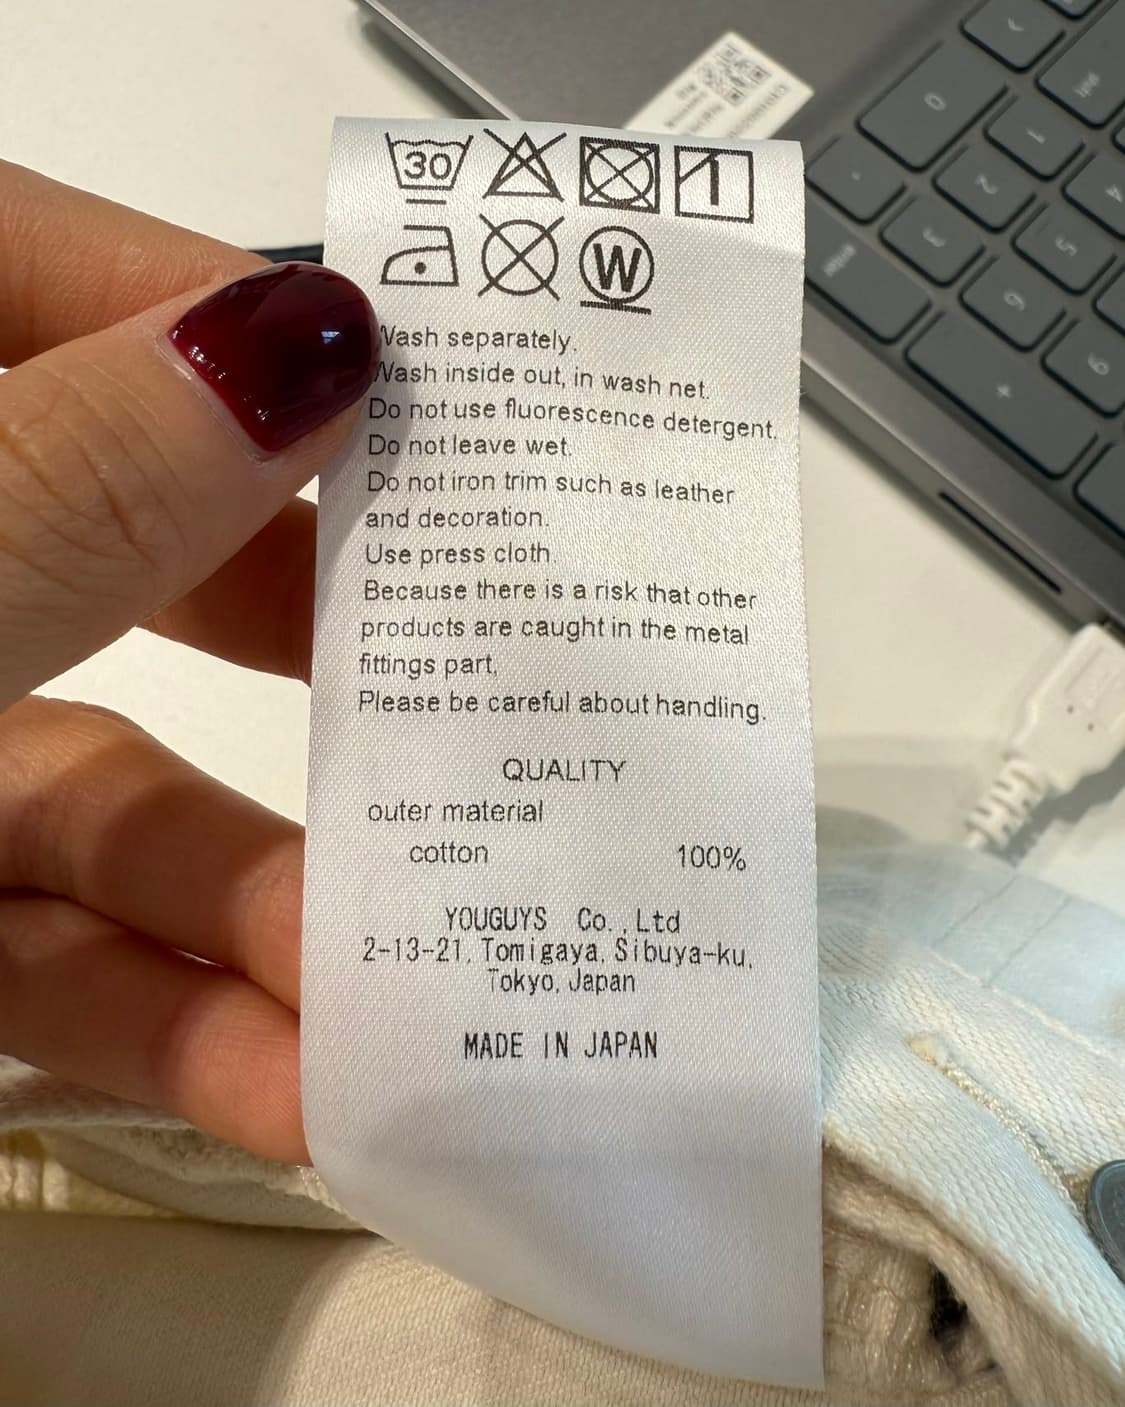 30
W
Wash separately.
Wash inside out, in wash net.
Do not use fluorescence detergent.
Do not leave wet.
Do not iron trim such as leather
and decoration.
Use press cloth.
Because there is a risk that other
products are caught in the metal
fittings part,
Please be careful about handling.
QUALITY
outer material
cotton 100%
YOUGUYS Co.,Ltd
2-13-21, Tomigaya, Sibuya-ku,
Tokyo, Japan
MADE IN JAPAN